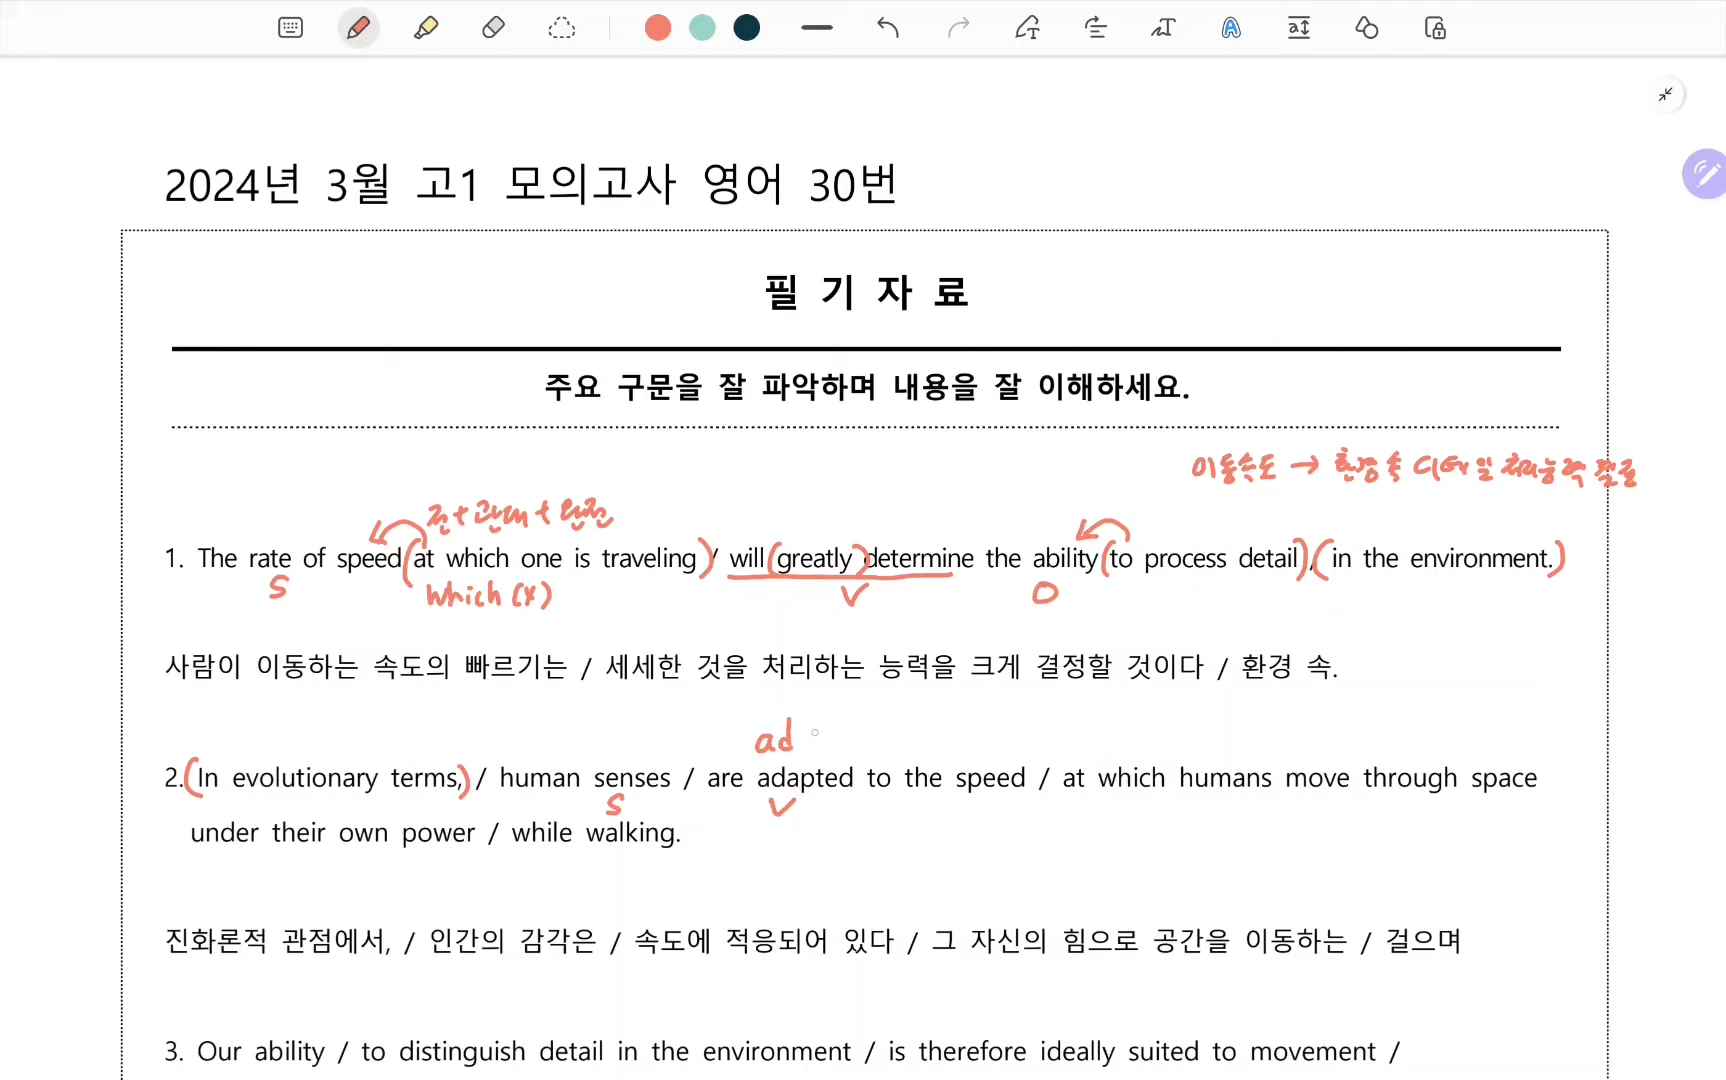 2024년 3월 고1 모의고사 영어 30번
필 기 자 료
주요 구문을 잘 파악하며 내용을 잘 이해하세요.
이동속도 → 환경 속 디테일 처리능력 결정
전+관대+완전
1. The rate of speed (at which one is traveling) / will (greatly) determine the ability (to process detail) / (in the environment.)
S which (X) V O
사람이 이동하는 속도의 빠르기는 / 세세한 것을 처리하는 능력을 크게 결정할 것이다 / 환경 속.
ad
2. (In evolutionary terms,) / human senses / are adapted to the speed / at which humans move through space
S V
under their own power / while walking.
진화론적 관점에서, / 인간의 감각은 / 속도에 적응되어 있다 / 그 자신의 힘으로 공간을 이동하는 / 걸으며
3. Our ability / to distinguish detail in the environment / is therefore ideally suited to movement /